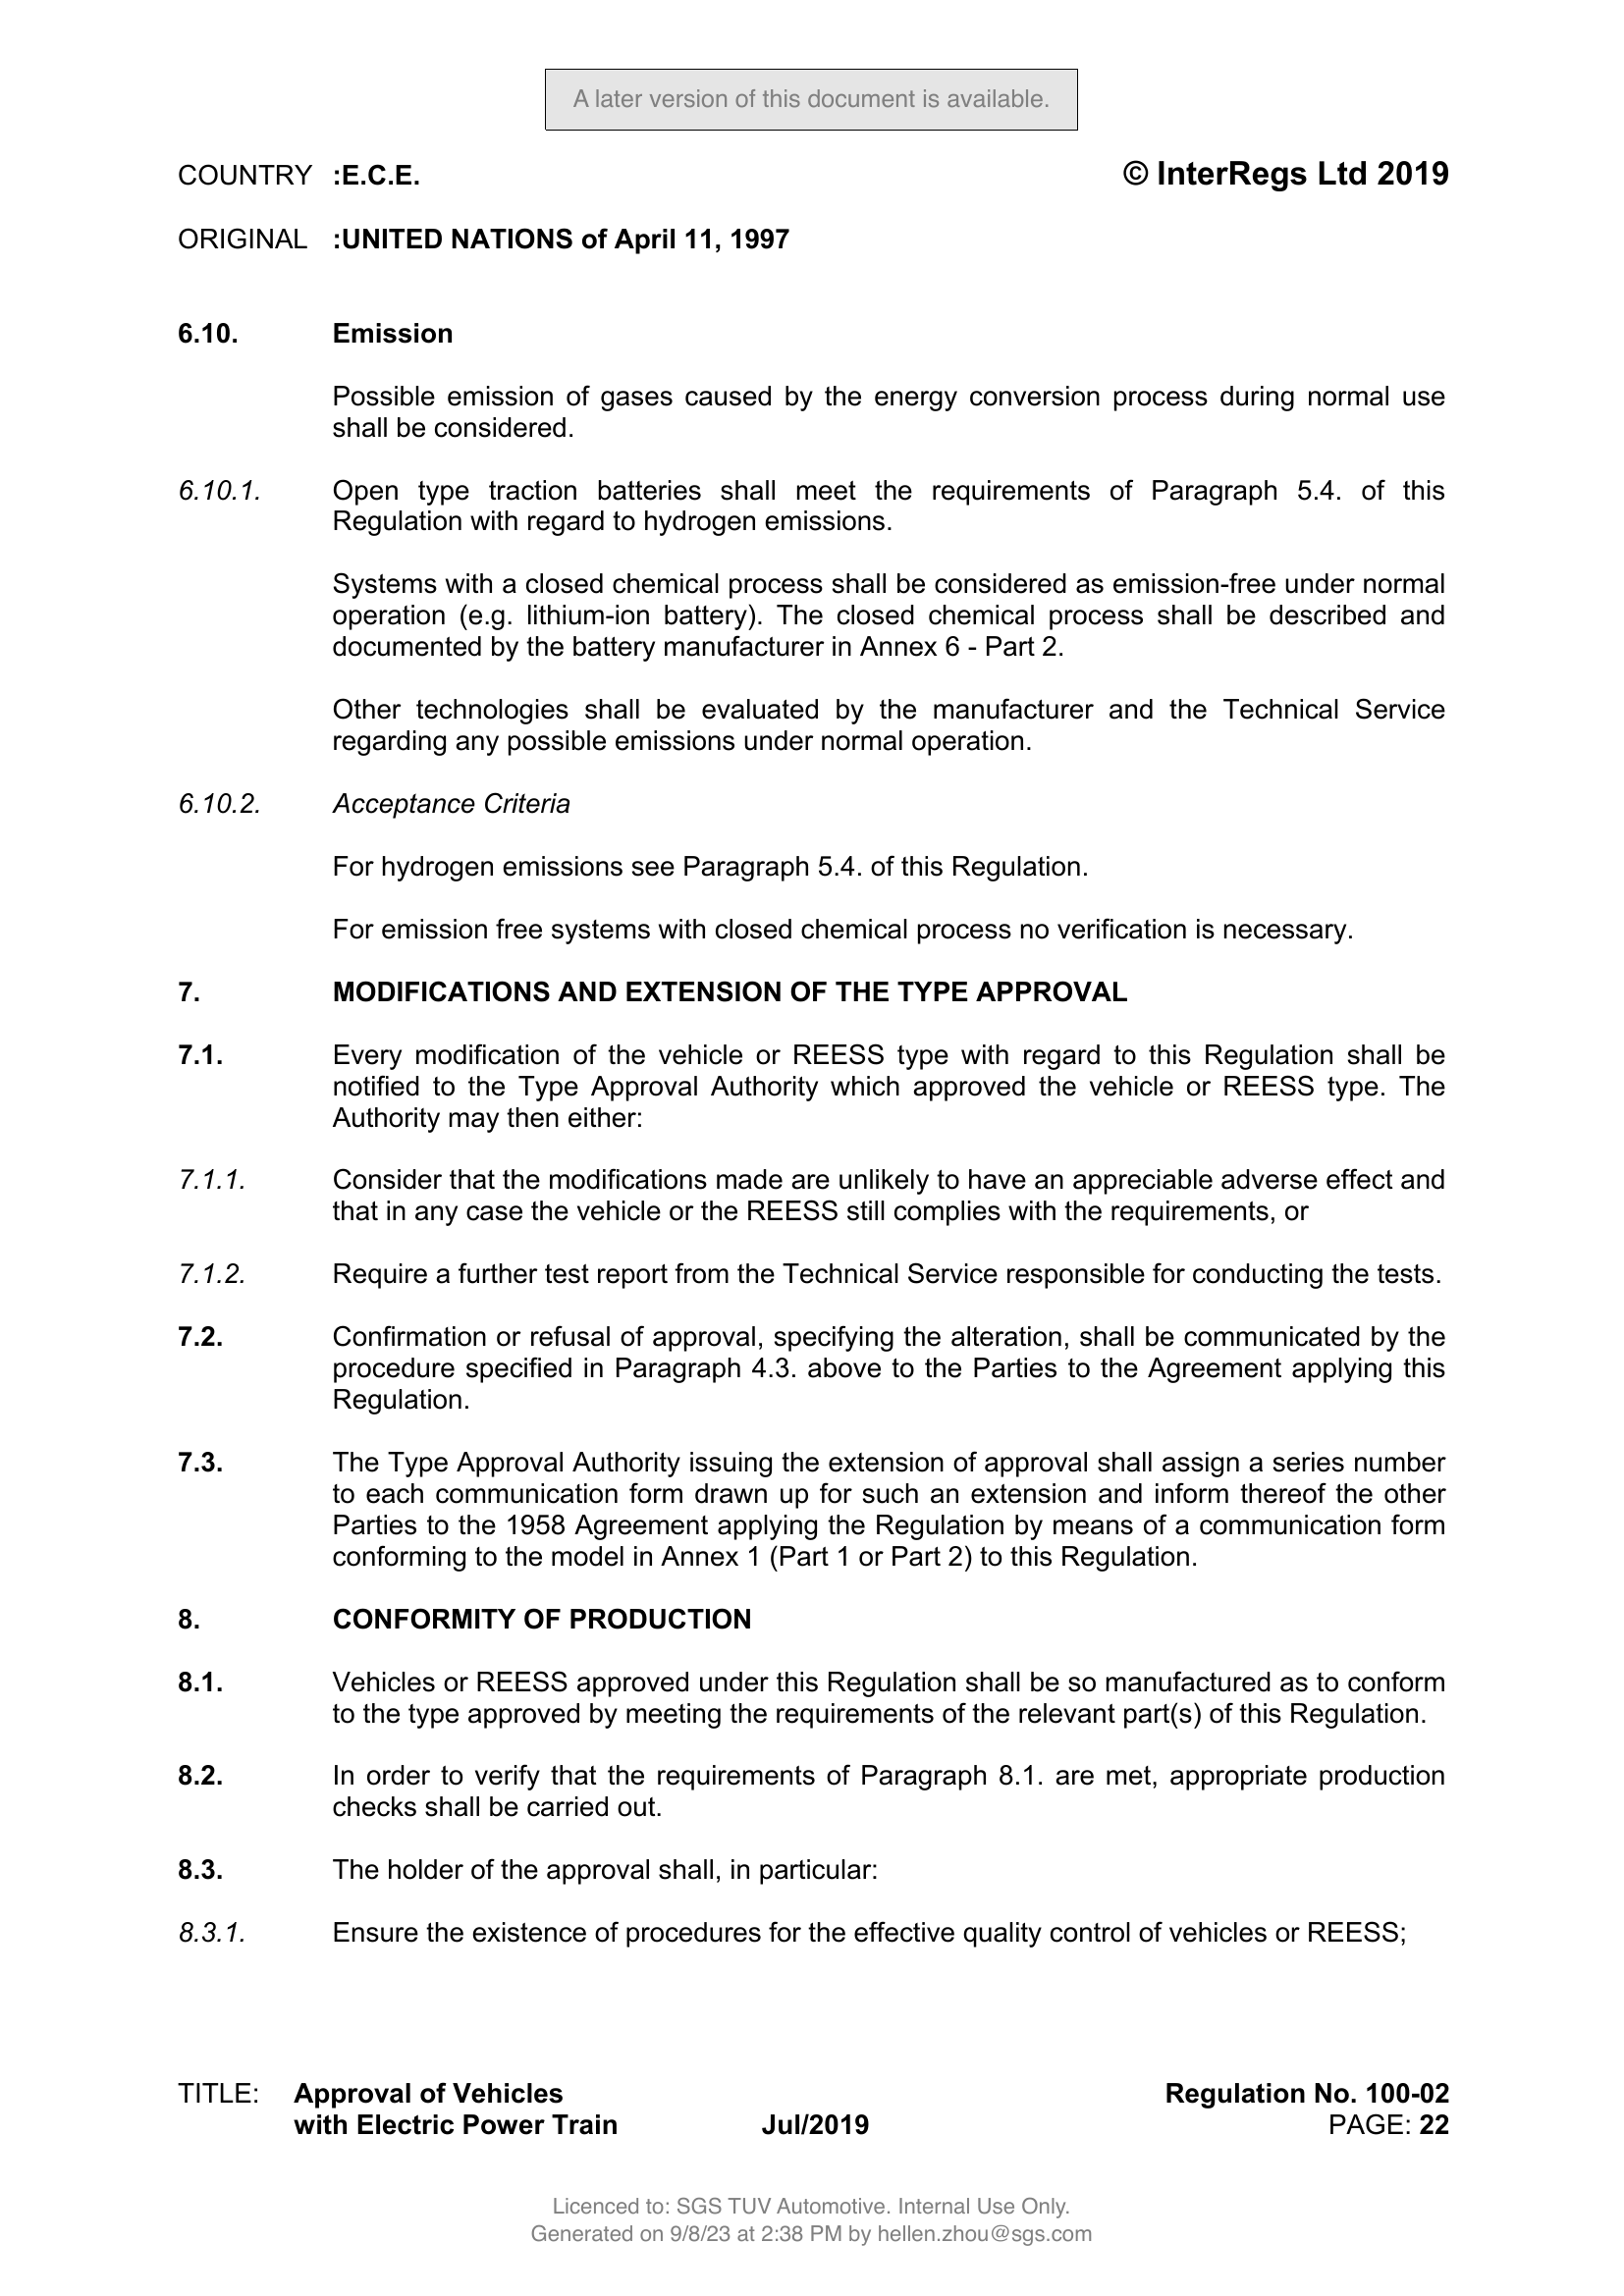 A later version of this document is available.
COUNTRY :E.C.E. © InterRegs Ltd 2019
ORIGINAL :UNITED NATIONS of April 11, 1997
6.10. Emission
Possible emission of gases caused by the energy conversion process during normal use
shall be considered.
6.10.1. Open type traction batteries shall meet the requirements of Paragraph 5.4. of this
Regulation with regard to hydrogen emissions.
Systems with a closed chemical process shall be considered as emission-free under normal
operation (e.g. lithium-ion battery). The closed chemical process shall be described and
documented by the battery manufacturer in Annex 6 - Part 2.
Other technologies shall be evaluated by the manufacturer and the Technical Service
regarding any possible emissions under normal operation.
6.10.2. Acceptance Criteria
For hydrogen emissions see Paragraph 5.4. of this Regulation.
For emission free systems with closed chemical process no verification is necessary.
7. MODIFICATIONS AND EXTENSION OF THE TYPE APPROVAL
7.1. Every modification of the vehicle or REESS type with regard to this Regulation shall be
notified to the Type Approval Authority which approved the vehicle or REESS type. The
Authority may then either:
7.1.1. Consider that the modifications made are unlikely to have an appreciable adverse effect and
that in any case the vehicle or the REESS still complies with the requirements, or
7.1.2. Require a further test report from the Technical Service responsible for conducting the tests.
7.2. Confirmation or refusal of approval, specifying the alteration, shall be communicated by the
procedure specified in Paragraph 4.3. above to the Parties to the Agreement applying this
Regulation.
7.3. The Type Approval Authority issuing the extension of approval shall assign a series number
to each communication form drawn up for such an extension and inform thereof the other
Parties to the 1958 Agreement applying the Regulation by means of a communication form
conforming to the model in Annex 1 (Part 1 or Part 2) to this Regulation.
8. CONFORMITY OF PRODUCTION
8.1. Vehicles or REESS approved under this Regulation shall be so manufactured as to conform
to the type approved by meeting the requirements of the relevant part(s) of this Regulation.
8.2. In order to verify that the requirements of Paragraph 8.1. are met, appropriate production
checks shall be carried out.
8.3. The holder of the approval shall, in particular:
8.3.1. Ensure the existence of procedures for the effective quality control of vehicles or REESS;
TITLE: Approval of Vehicles Regulation No. 100-02
with Electric Power Train Jul/2019 PAGE: 22
Licenced to: SGS TUV Automotive. Internal Use Only.
Generated on 9/8/23 at 2:38 PM by hellen.zhou@sgs.com